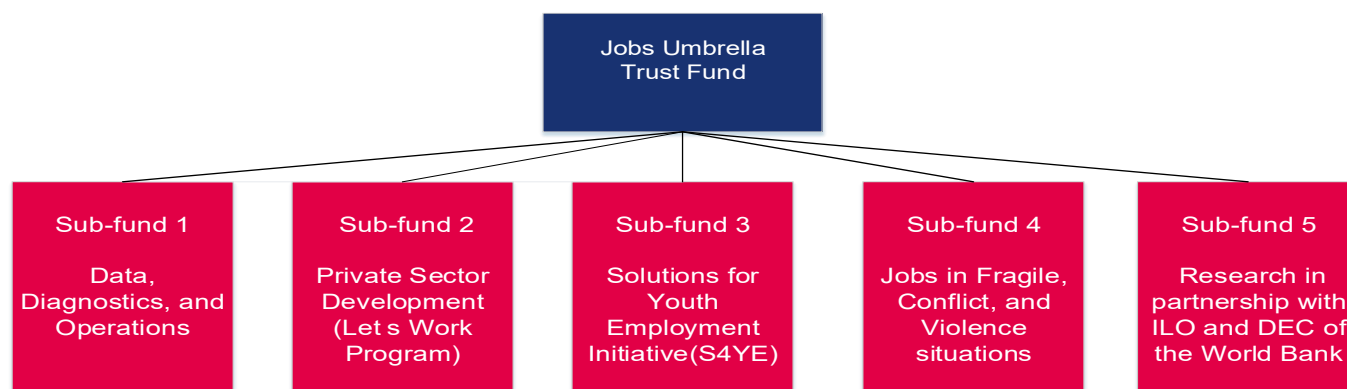 Jobs Umbrella
Trust Fund
Sub-fund 1
Data,
Diagnostics, and
Operations
Sub-fund 2
Private Sector
Development
(Let s Work
Program)
Sub-fund 3
Solutions for
Youth
Employment
Initiative(S4YE)
Sub-fund 4
Jobs in Fragile,
Conflict, and
Violence
situations
Sub-fund 5
Research in
partnership with
ILO and DEC of
the World Bank